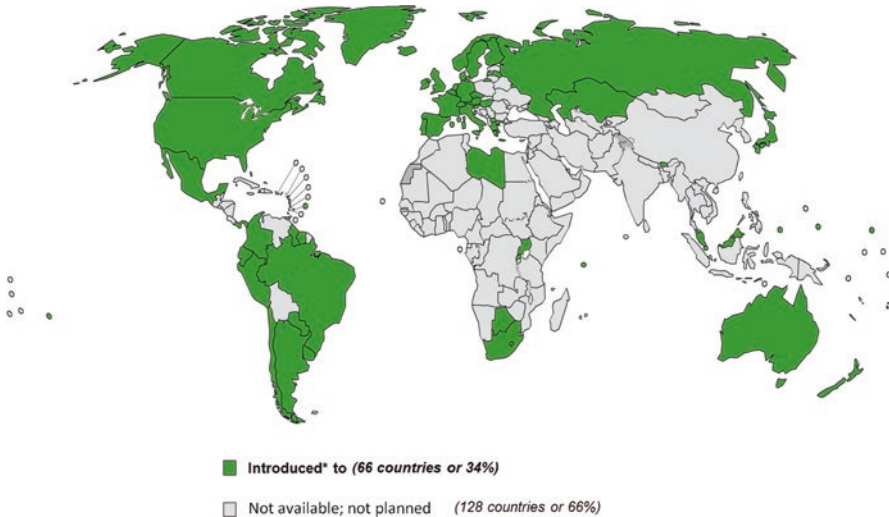 Introduced* to (66 countries or 34%)
Not available; not planned (128 countries or 66%)